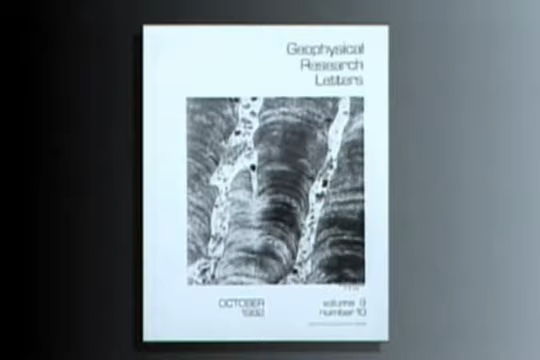 Geophysical
Research
Letters
OCTOBER
1982
volume 9
number 10